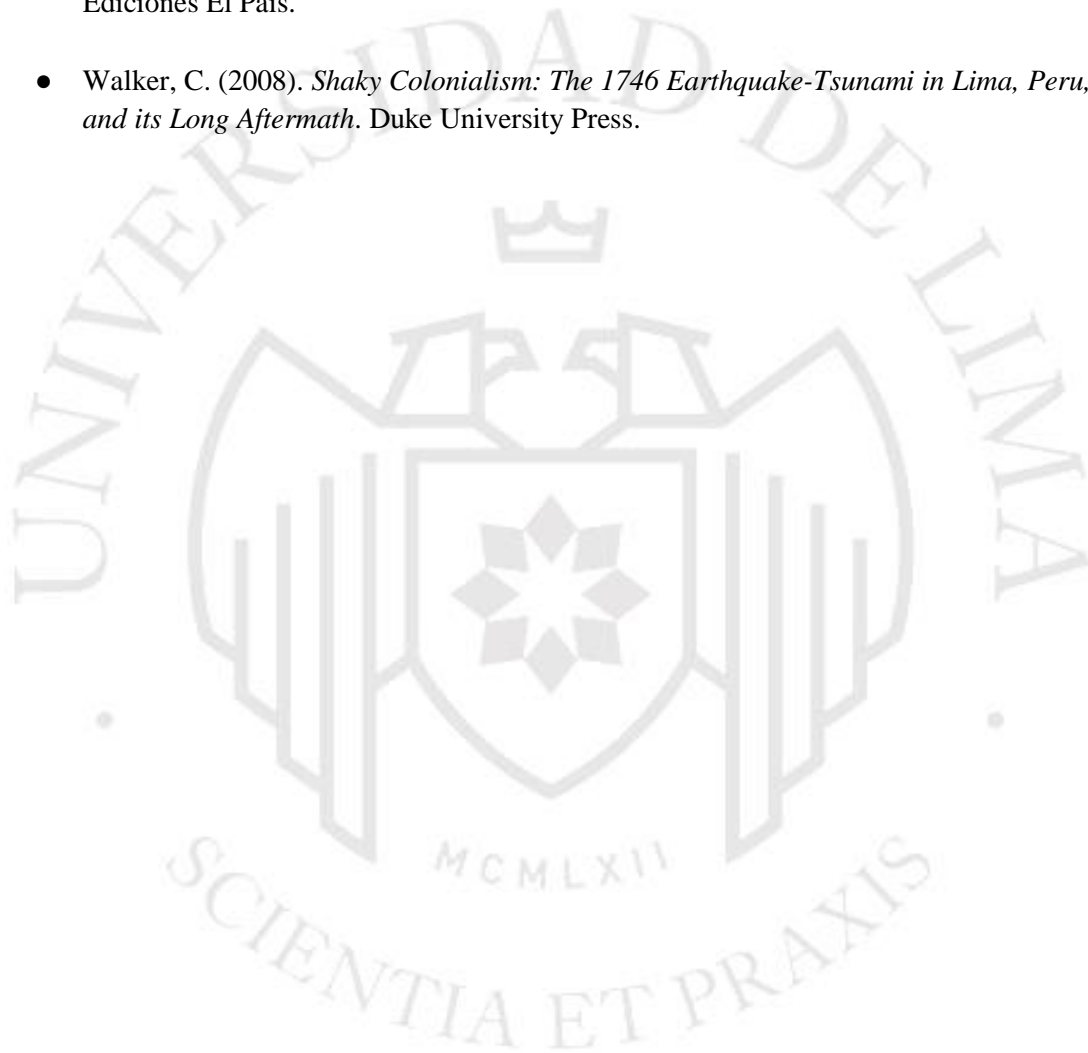 Ediciones El País.
● Walker, C. (2008). Shaky Colonialism: The 1746 Earthquake-Tsunami in Lima, Peru,
and its Long Aftermath. Duke University Press.
UNIVERSIDAD DE LIMA
MCMLXII
SCIENTIA ET PRAXIS